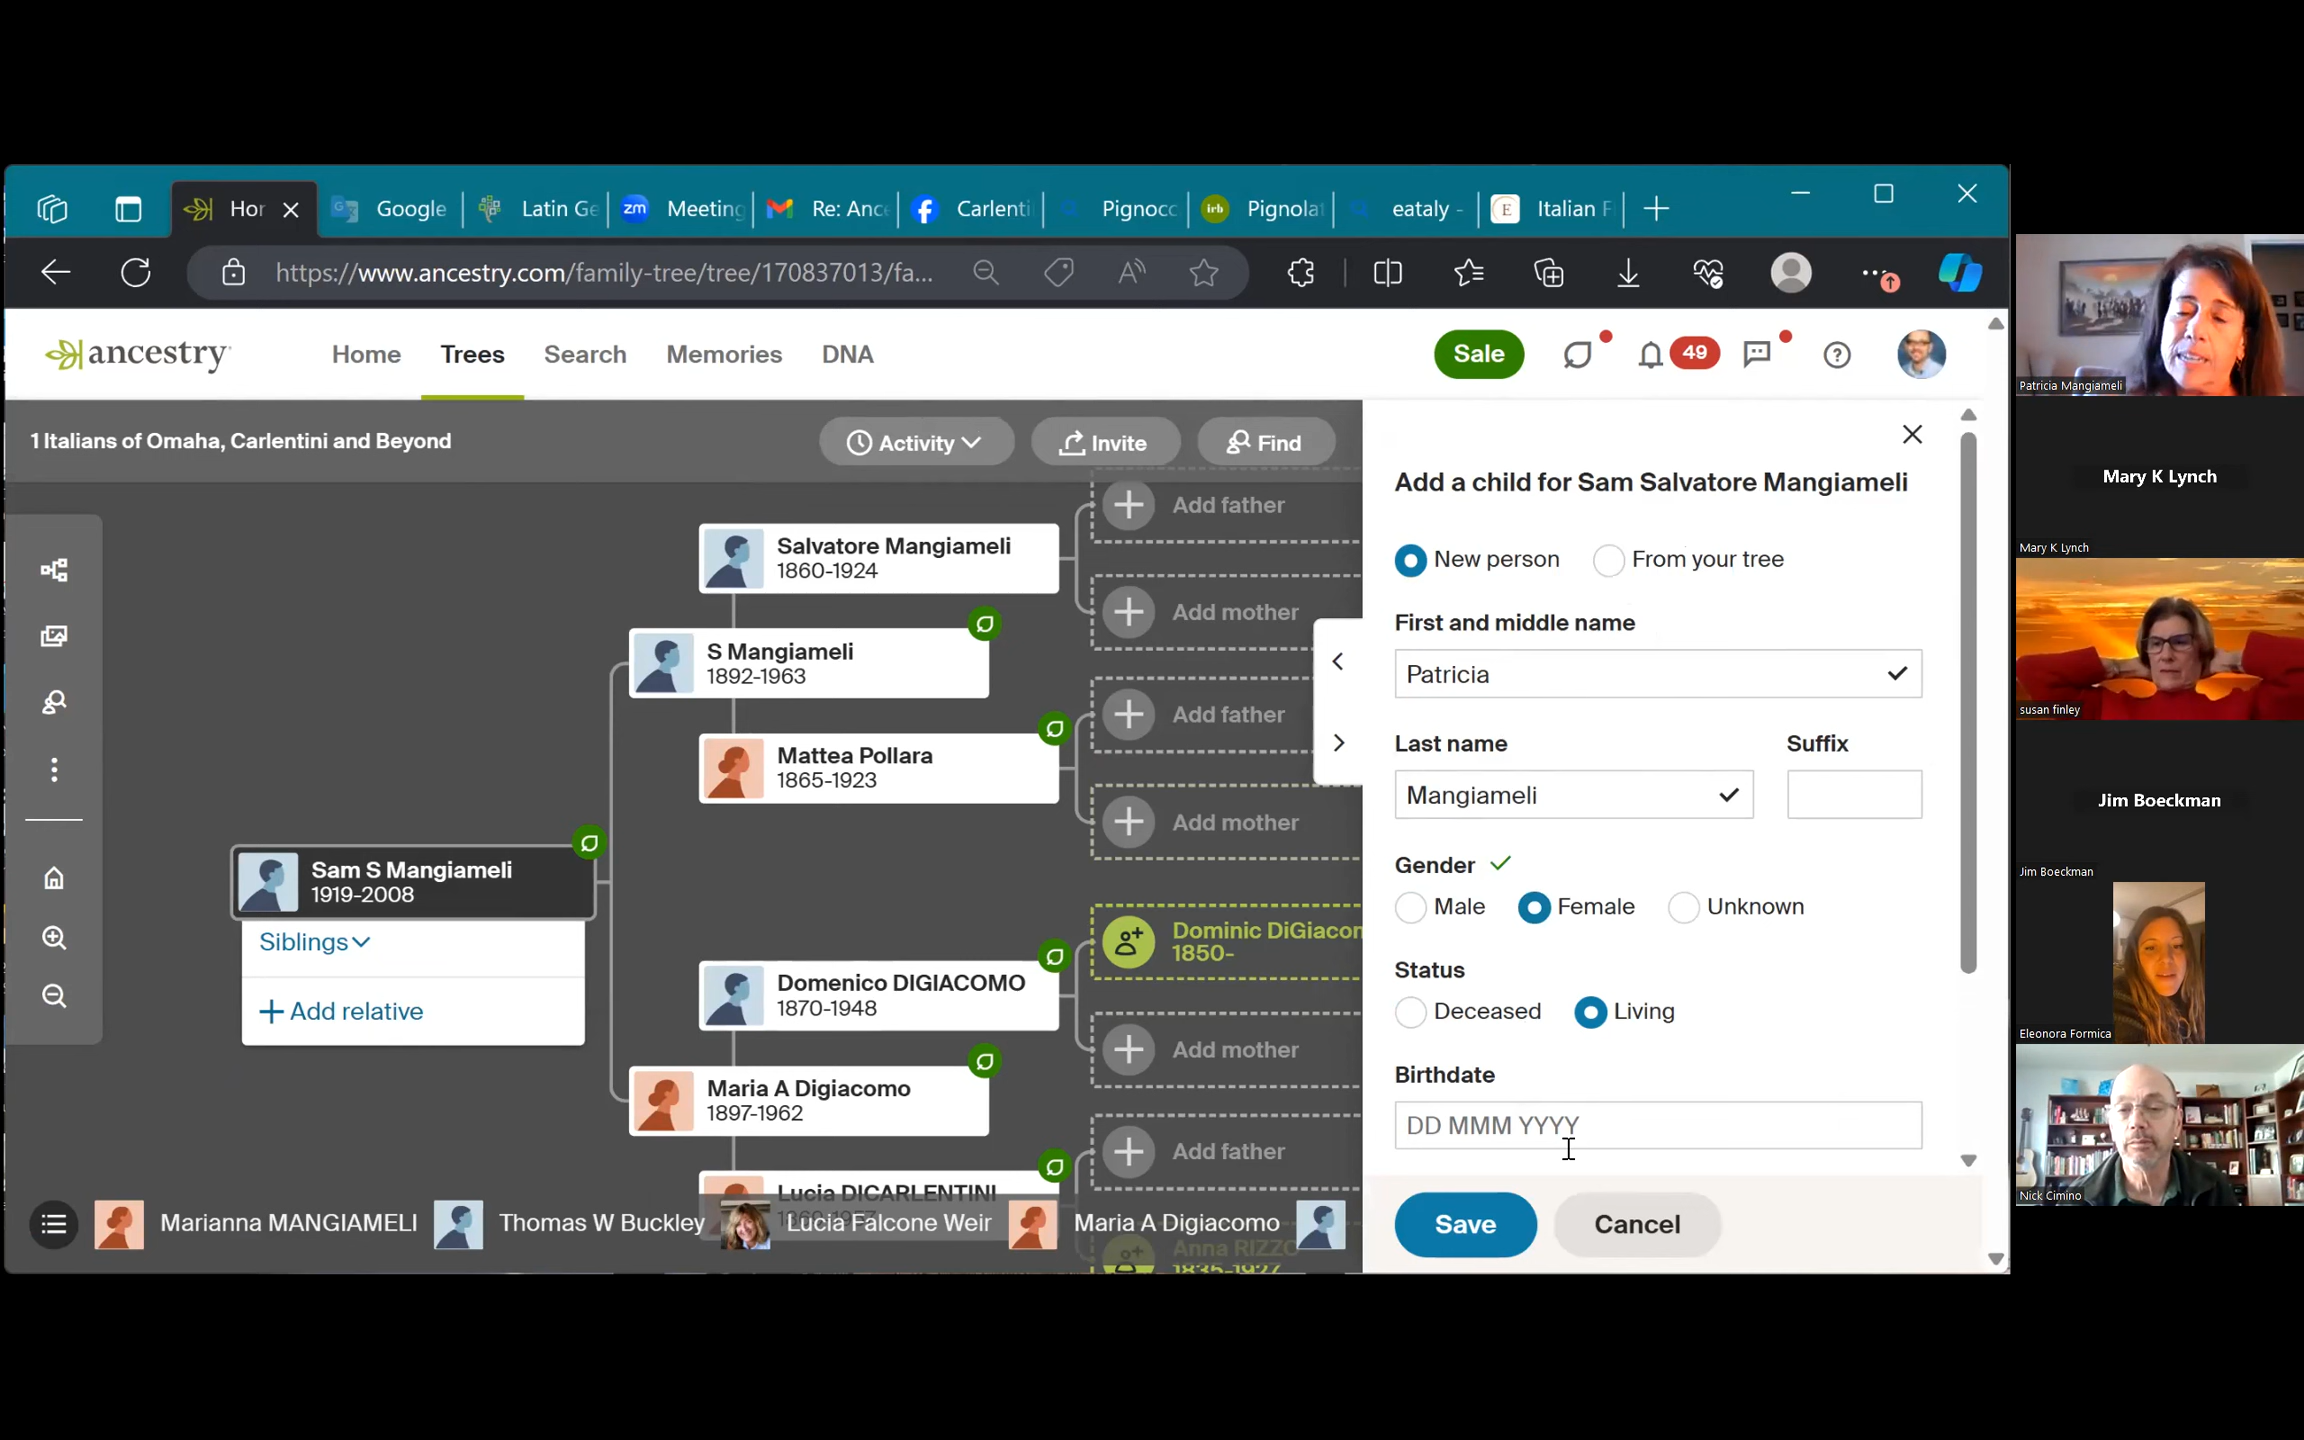 Hor
Google
Latin Ge
zm
Meeting
Re: Anc
Carlenti
Pignocc
irb
Pignolat
eataly -
E
Italian F
https://www.ancestry.com/family-tree/tree/170837013/fa...
ancestry
Home
Trees
Search
Memories
DNA
Sale
49
1 Italians of Omaha, Carlentini and Beyond
Activity
Invite
Find
Add father
Salvatore Mangiameli
1860-1924
Add mother
S Mangiameli
1892-1963
Add father
Mattea Pollara
1865-1923
Add mother
Sam S Mangiameli
1919-2008
Siblings
Add relative
Dominic DiGiacon
1850-
Domenico DIGIACOMO
1870-1948
Add mother
Maria A Digiacomo
1897-1962
Add father
Lucia DICARLENTINI
Anna RIZZO
1835-1927
Marianna MANGIAMELI
Thomas W Buckley
Lucia Falcone Weir
Maria A Digiacomo
Add a child for Sam Salvatore Mangiameli
New person
From your tree
First and middle name
Patricia
Last name
Suffix
Mangiameli
Gender
Male
Female
Unknown
Status
Deceased
Living
Birthdate
DD MMM YYYY
Save
Cancel
Patricia Mangiameli
Mary K Lynch
Mary K Lynch
susan finley
Jim Boeckman
Jim Boeckman
Eleonora Formica
Nick Cimino